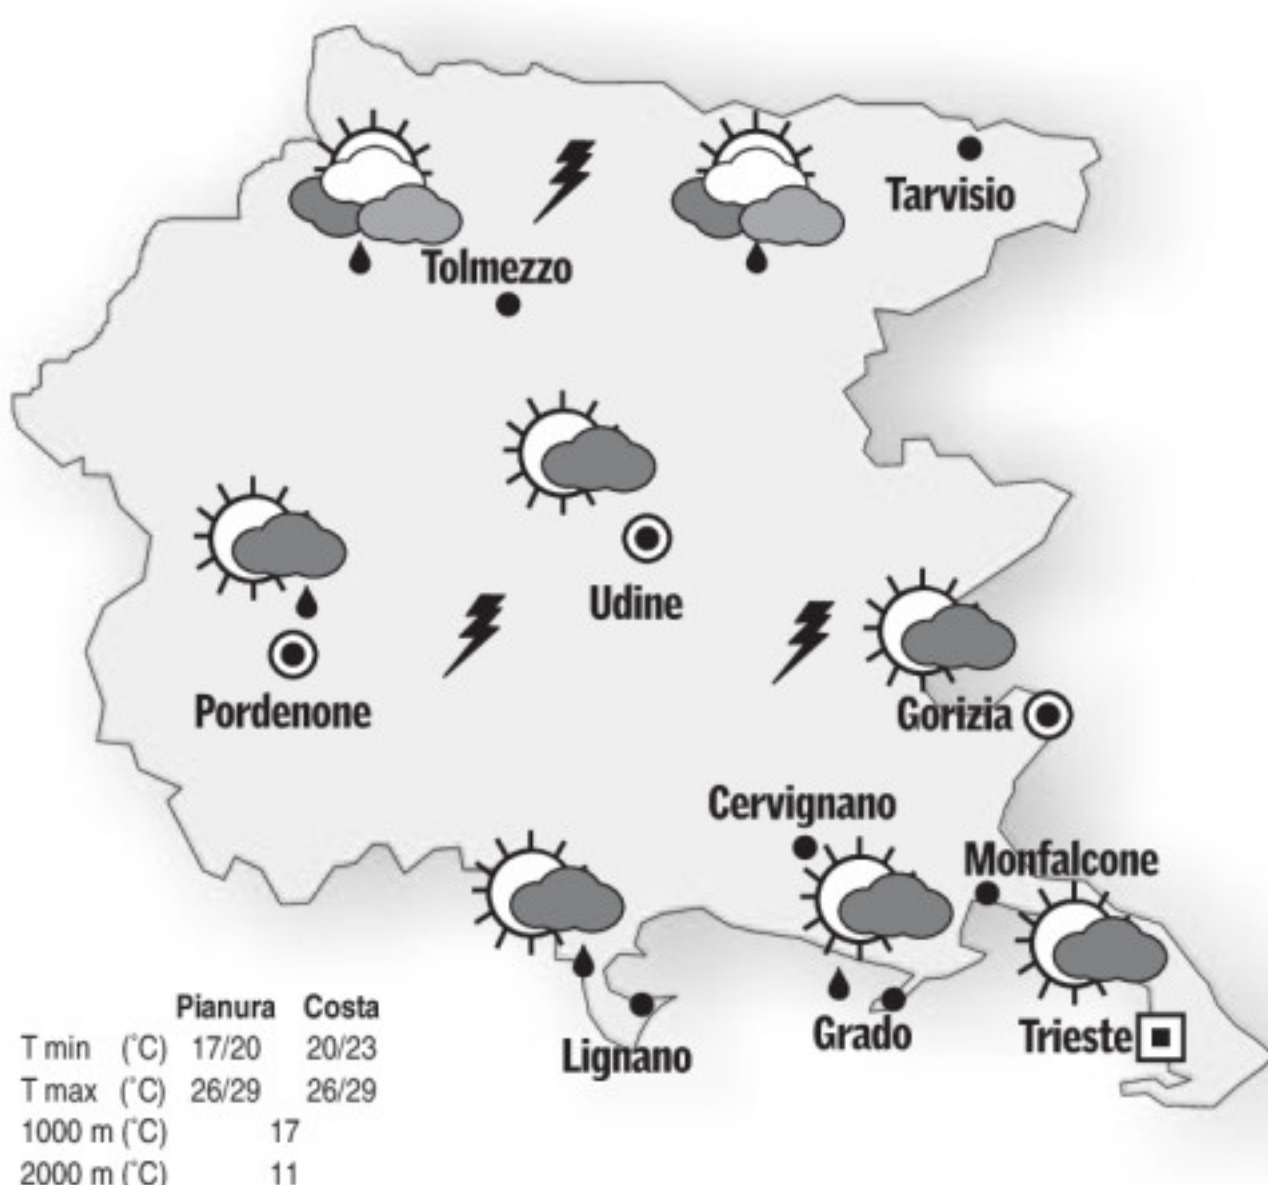 Tarvisio
Tolmezzo
Udine
Pordenone
Gorizia
Cervignano
Monfalcone
Grado
Trieste
Lignano
Pianura Costa
T min (°C) 17/20 20/23
T max (°C) 26/29 26/29
1000 m (°C) 17
2000 m (°C) 11